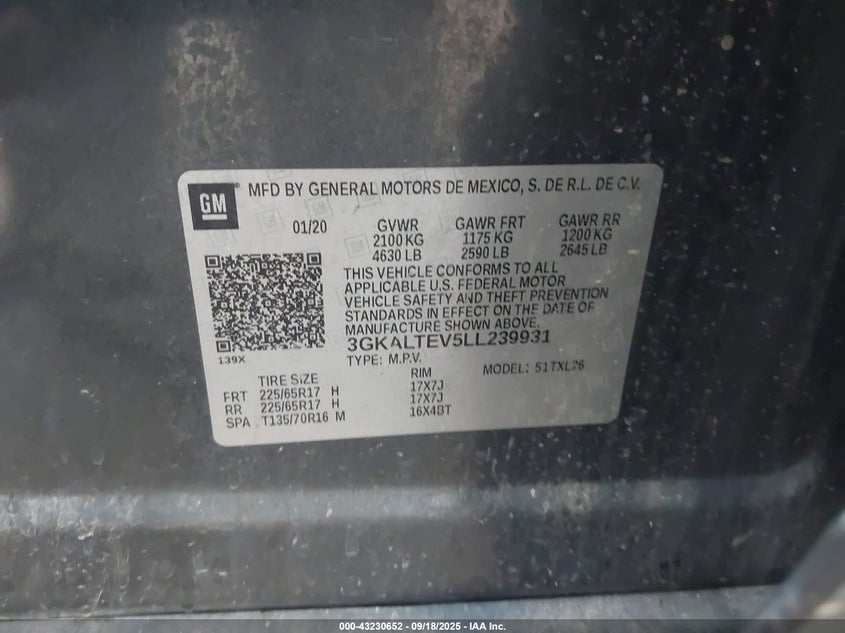 GM
MFD BY GENERAL MOTORS DE MEXICO, S. DE R.L. DE C.V.
01/20 GVWR GAWR FRT GAWR RR
2100 KG 1175 KG 1200 KG
4630 LB 2590 LB 2645 LB
THIS VEHICLE CONFORMS TO ALL
APPLICABLE U.S. FEDERAL MOTOR
VEHICLE SAFETY AND THEFT PREVENTION
STANDARDS IN EFFECT ON THE DATE OF
MANUFACTURE SHOWN ABOVE.
139X
3GKALTEV5LL239931
TYPE: M.P.V. MODEL: 51TXL26
TIRE SIZE RIM
FRT 225/65R17 H 17X7J
RR 225/65R17 H 17X7J
SPA T135/70R16 M 16X4BT
000-43230652 - 09/18/2025 - IAA Inc.